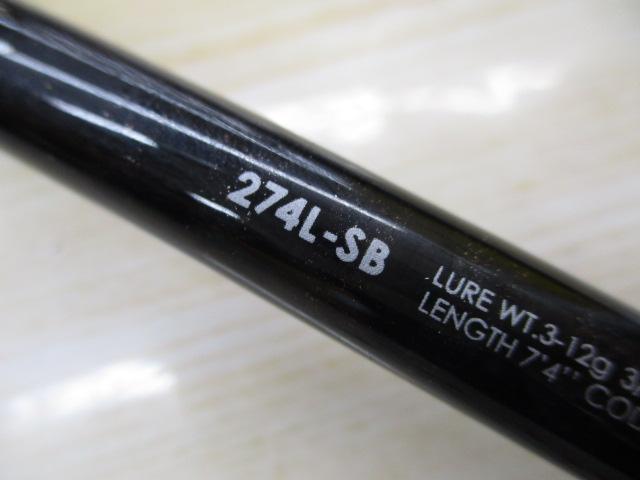 274L-SB
LURE WT.3-12g
LENGTH 7'4"